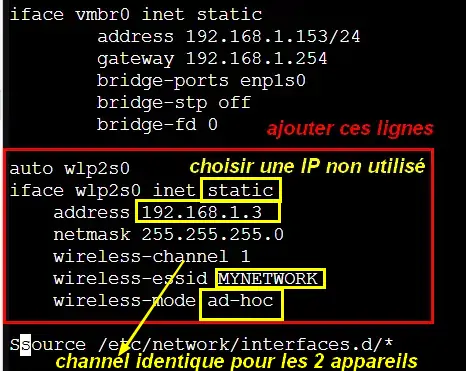 iface vmbr0 inet static
address 192.168.1.153/24
gateway 192.168.1.254
bridge-ports enp1s0
bridge-stp off
bridge-fd 0
ajouter ces lignes
auto wlp2s0
choisir une IP non utilisé
iface wlp2s0 inet static
address 192.168.1.3
netmask 255.255.255.0
wireless-channel 1
wireless-essid MYNETWORK
wireless-mode ad-hoc
Ssource /etc/network/interfaces.d/*
channel identique pour les 2 appareils